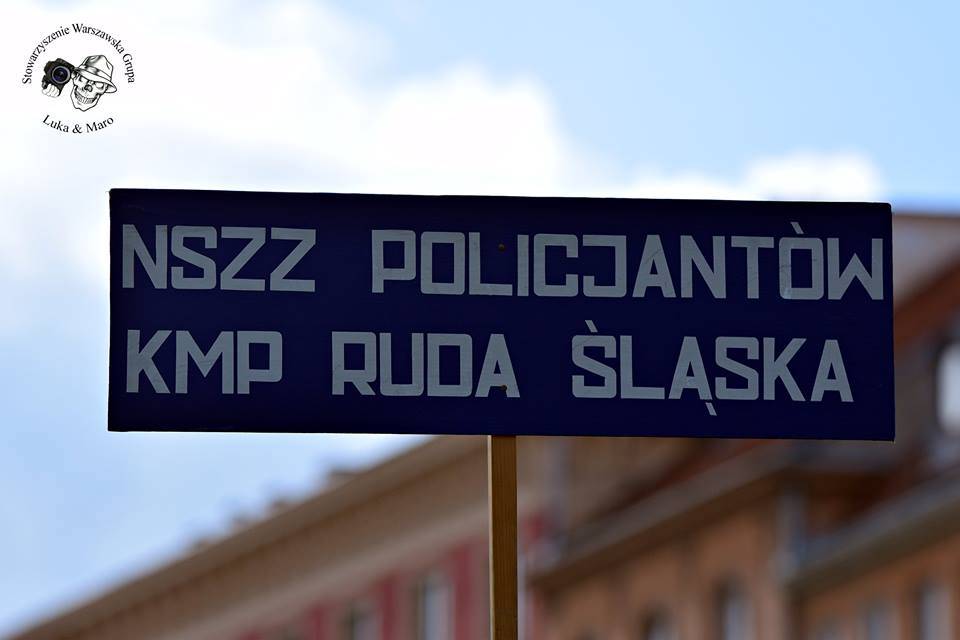 Stowarzyszenie Warszawska Grupa
Luka & Maro
NSZZ POLICJANTÒW
KMP RUDA S̀LĄSKA